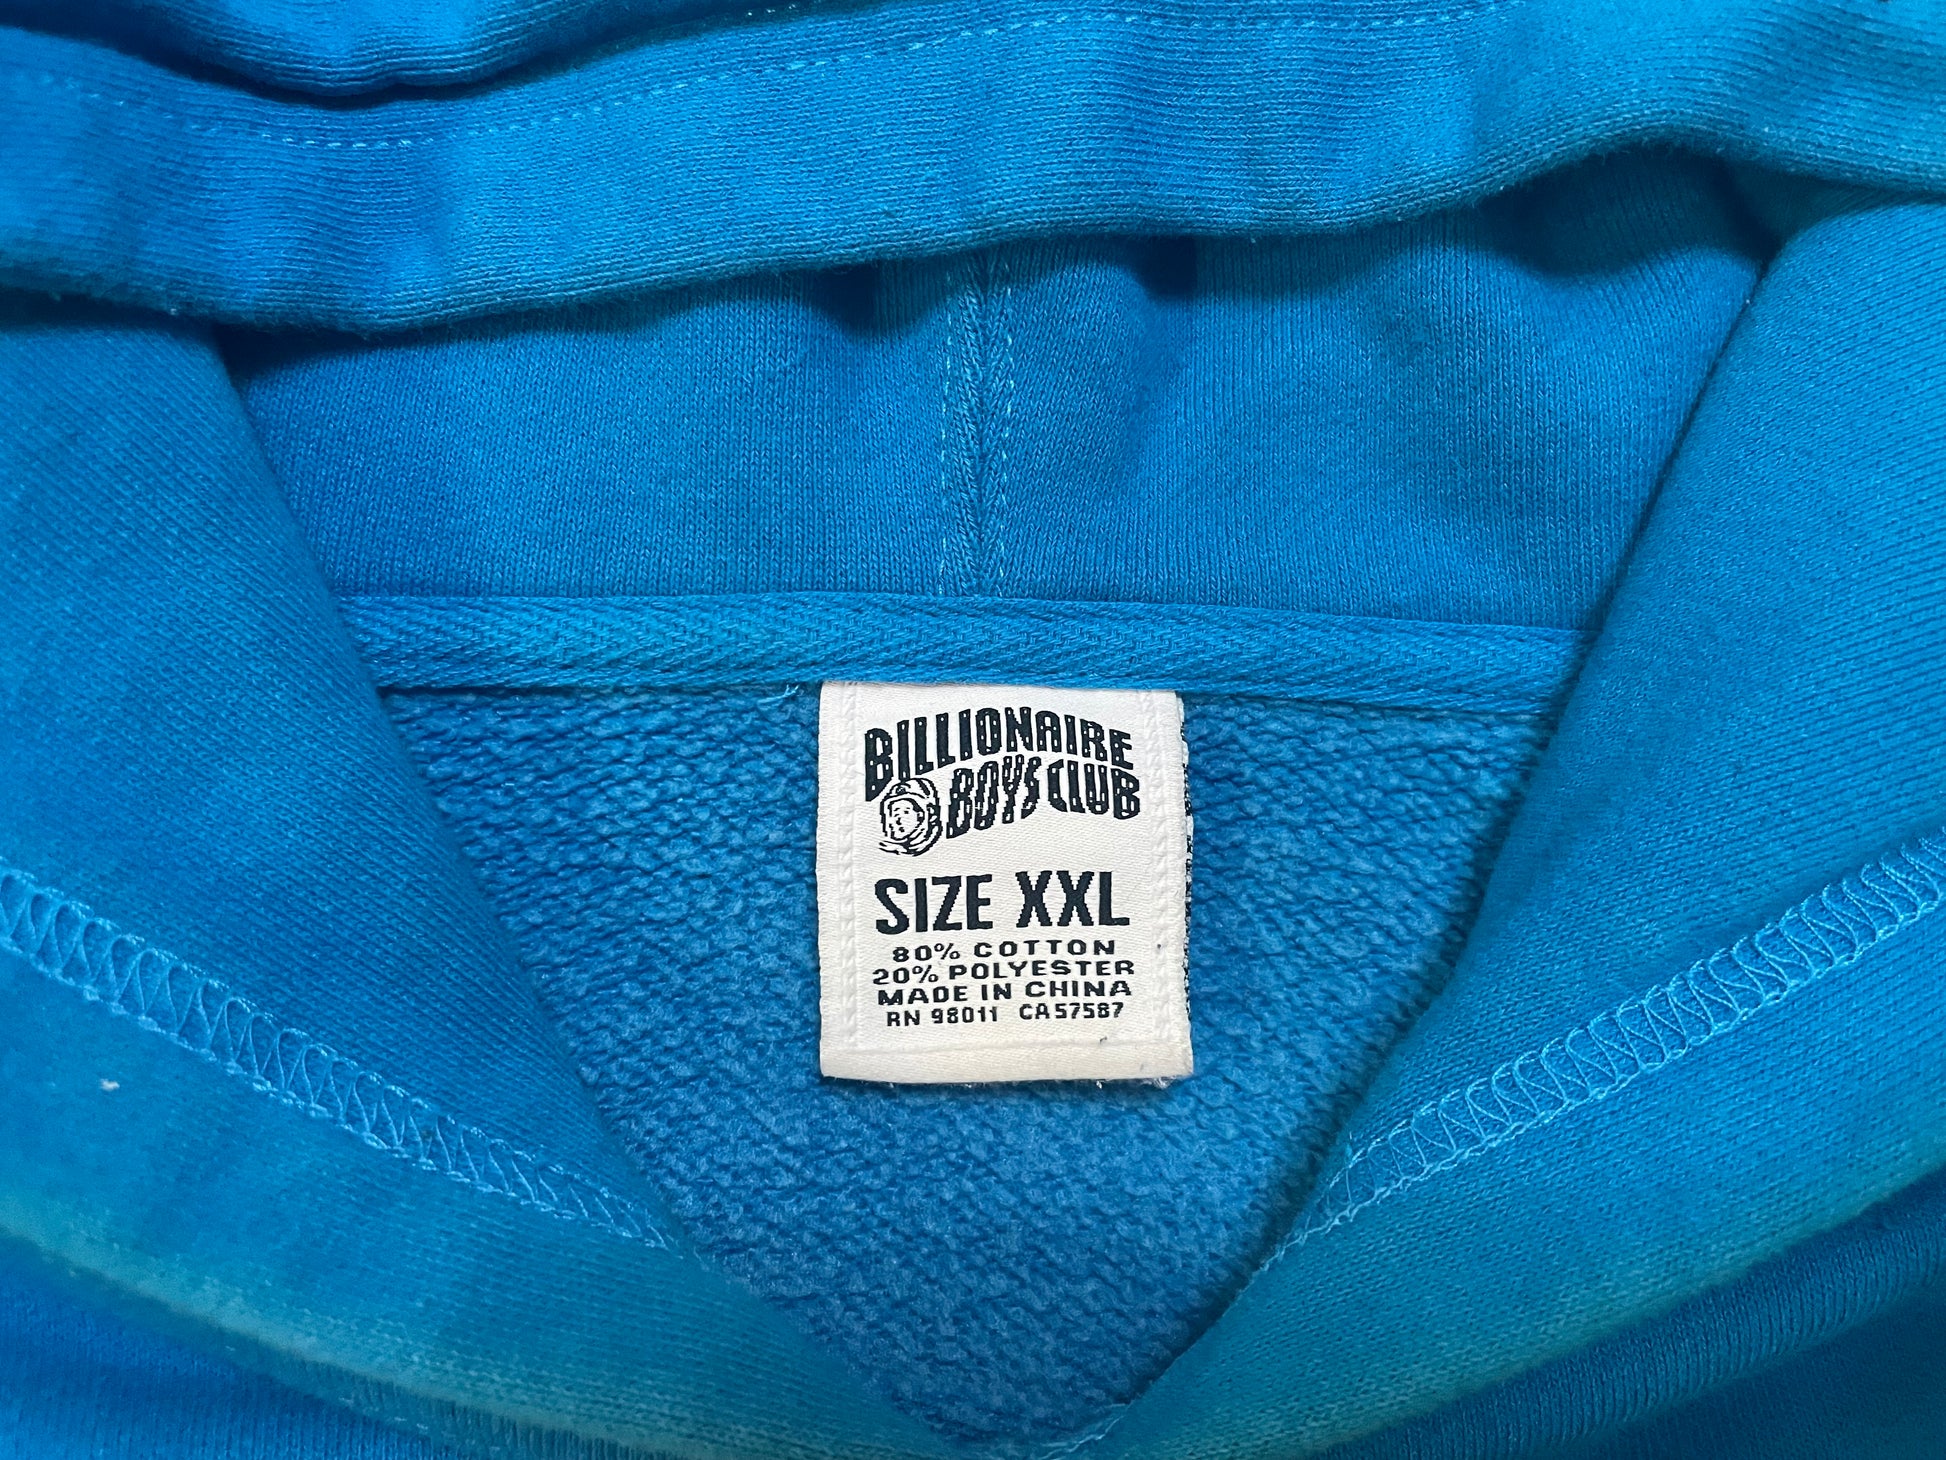 BILLIONAIRE
BOYS CLUB
SIZE XXL
80% COTTON
20% POLYESTER
MADE IN CHINA
RN 98011 CA57587